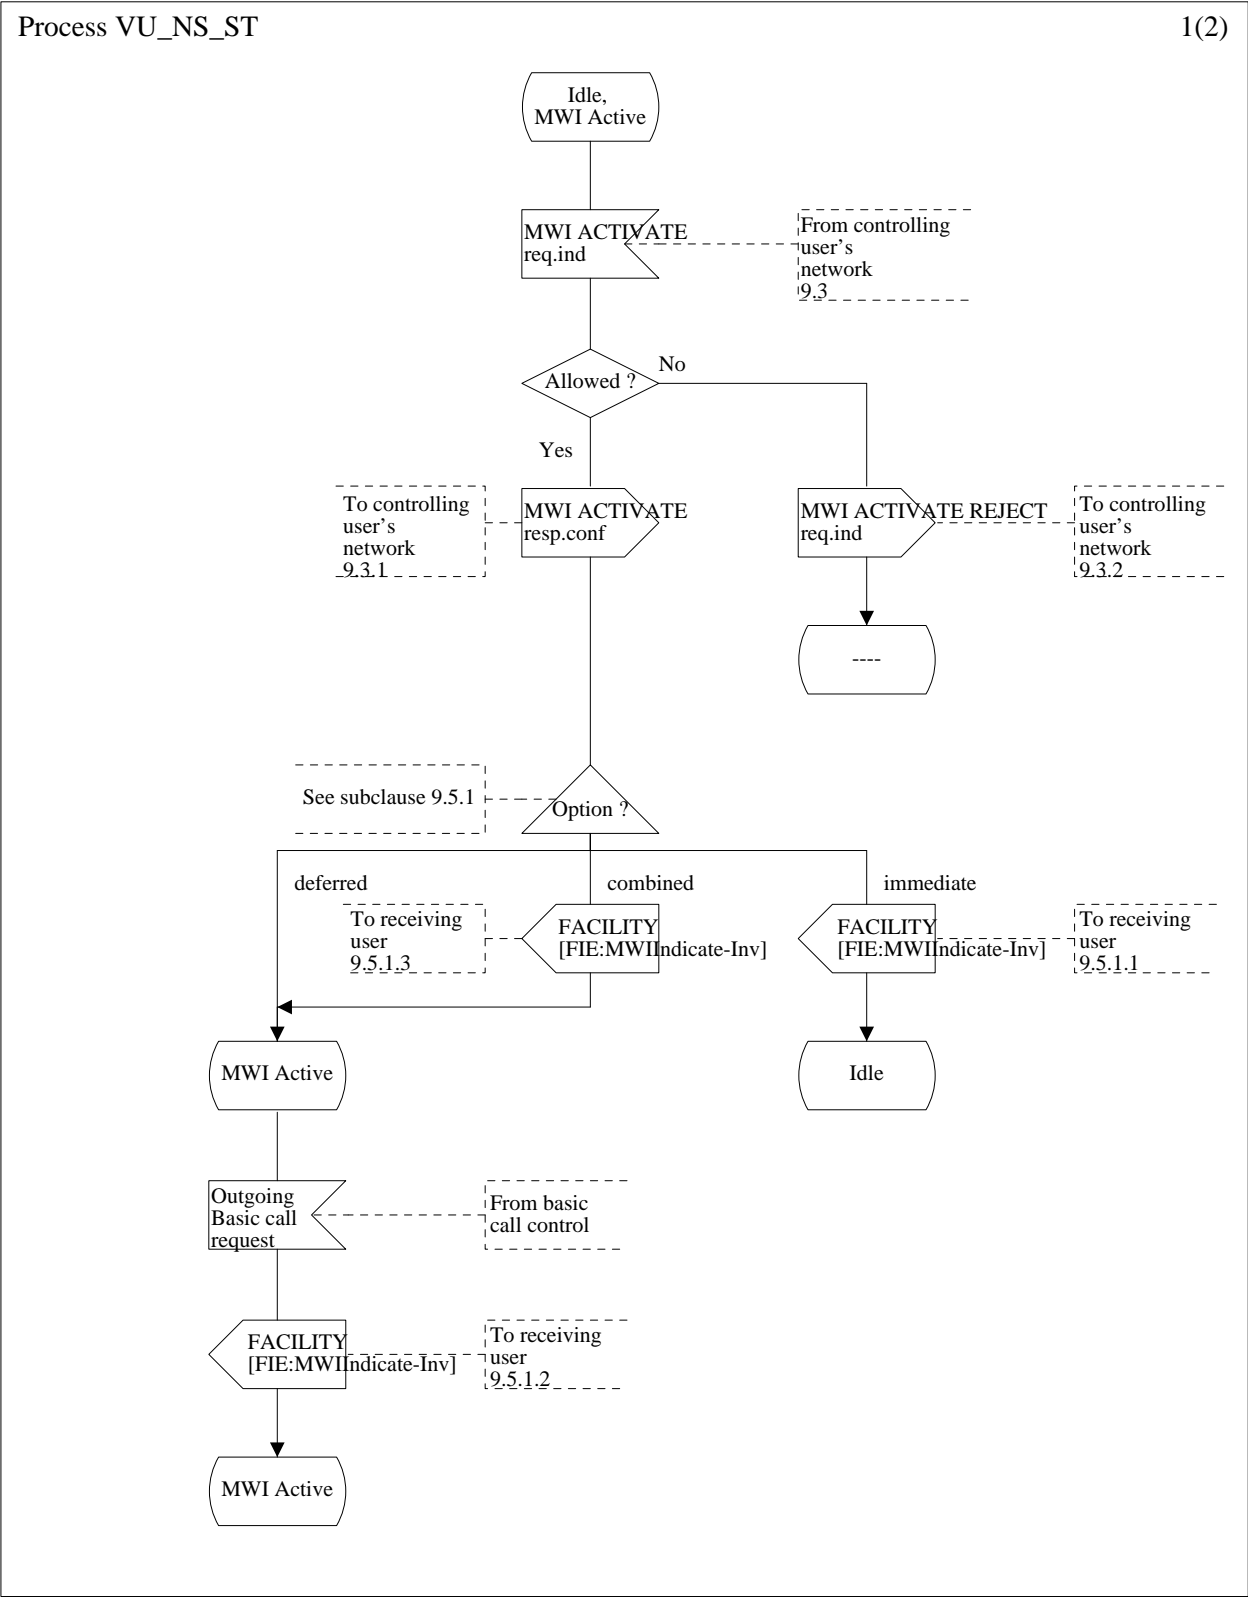 Process VU_NS_ST
1(2)
Idle,
MWI Active
MWI ACTIVATE
req.ind
From controlling
user's
network
9.3
Allowed ?
No
Yes
To controlling
user's
network
9.3.1
MWI ACTIVATE
resp.conf
MWI ACTIVATE REJECT
req.ind
To controlling
user's
network
9.3.2
----
See subclause 9.5.1
Option ?
deferred
combined
immediate
To receiving
user
9.5.1.3
FACILITY
[FIE:MWIIndicate-Inv]
FACILITY
[FIE:MWIIndicate-Inv]
To receiving
user
9.5.1.1
MWI Active
Idle
Outgoing
Basic call
request
From basic
call control
FACILITY
[FIE:MWIIndicate-Inv]
To receiving
user
9.5.1.2
MWI Active